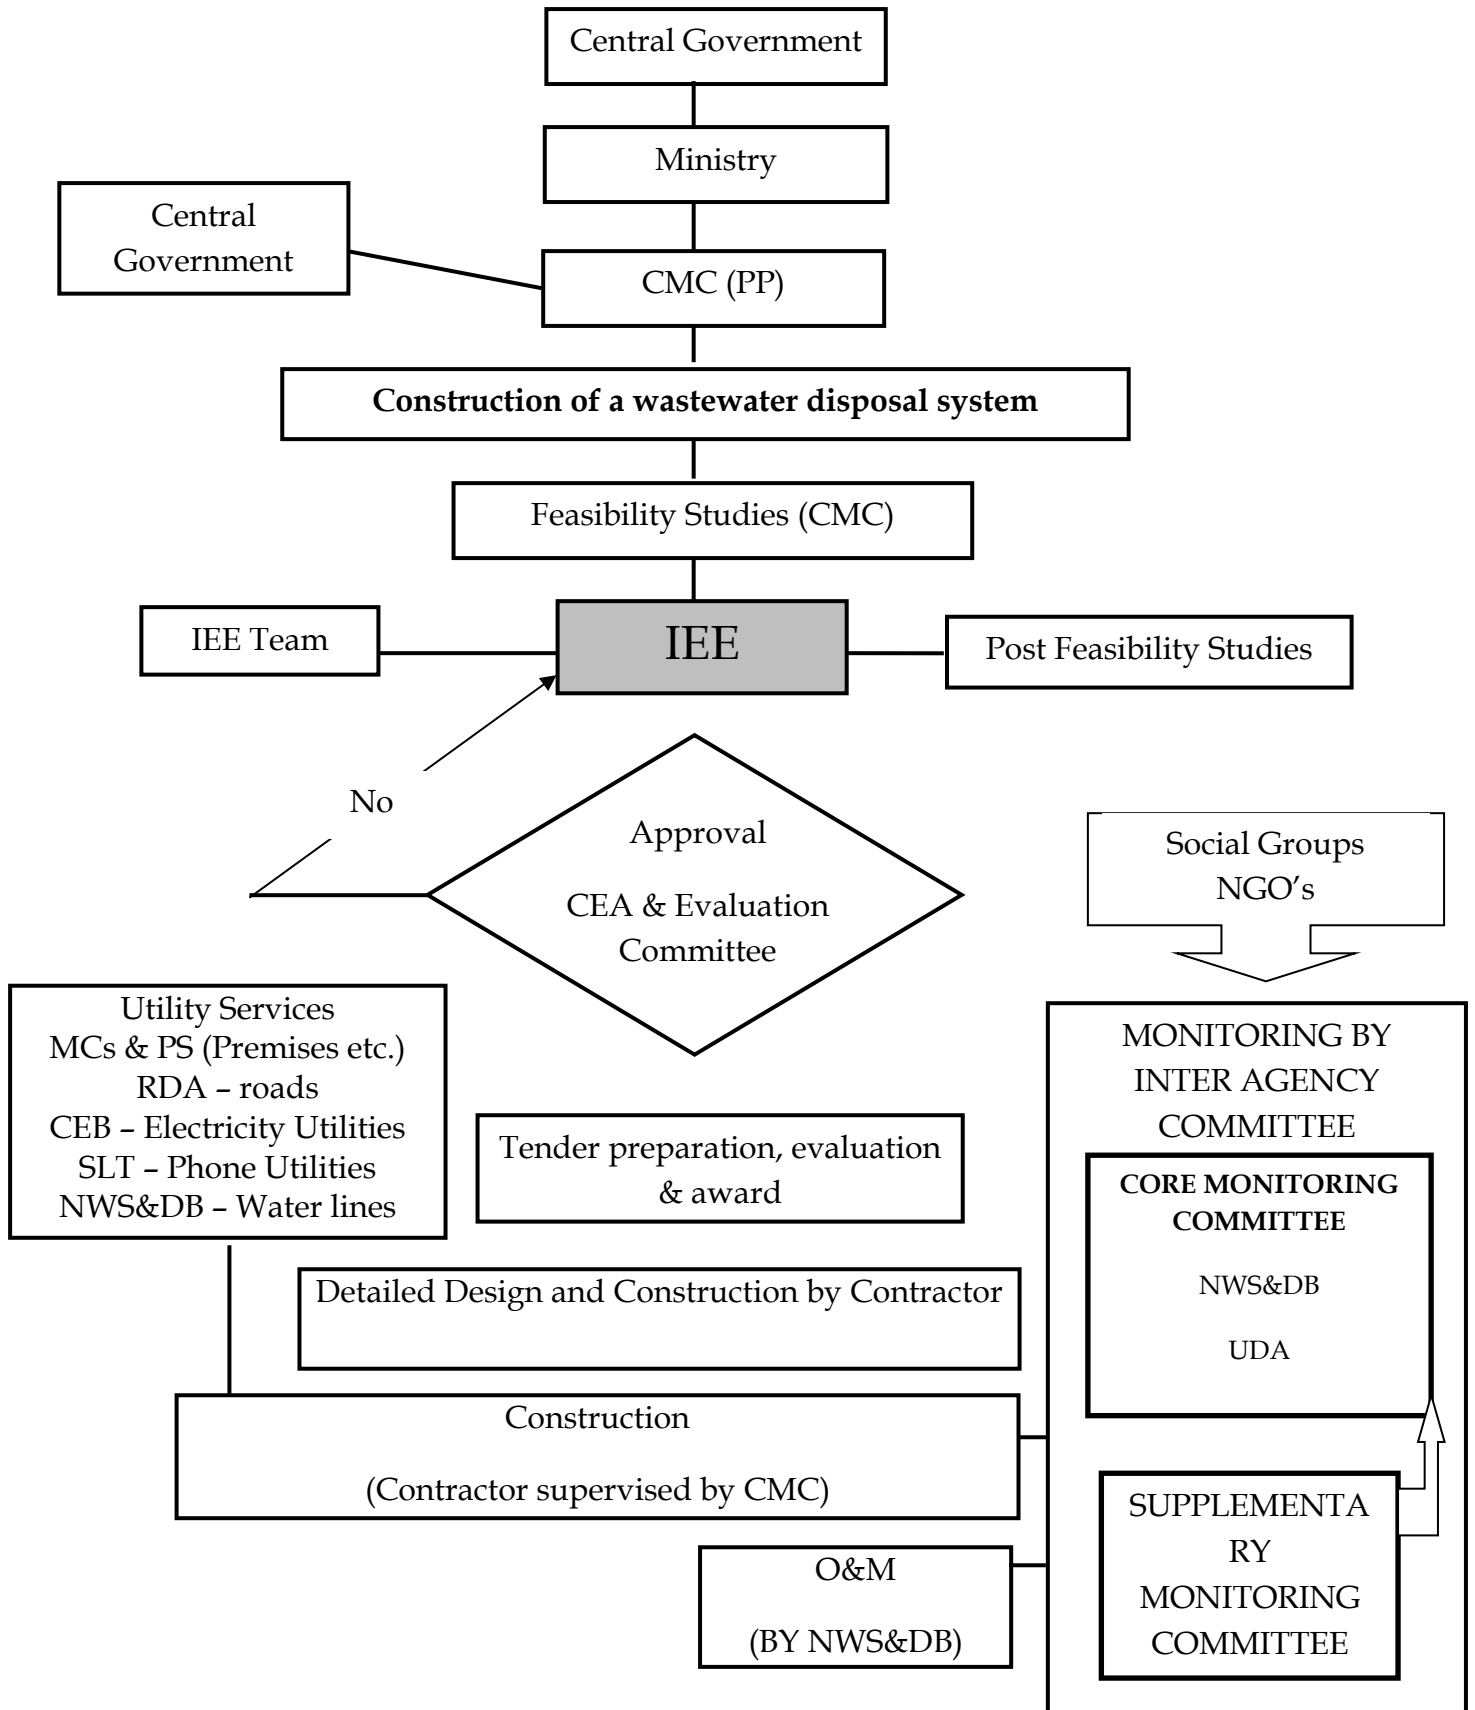 Central Government
Ministry
Central
Government
CMC (PP)
Construction of a wastewater disposal system
Feasibility Studies (CMC)
IEE Team
IEE
Post Feasibility Studies
No
Approval
CEA & Evaluation
Committee
Social Groups
NGO’s
Utility Services
MCs & PS (Premises etc.)
RDA – roads
CEB – Electricity Utilities
SLT – Phone Utilities
NWS&DB – Water lines
Tender preparation, evaluation
& award
Detailed Design and Construction by Contractor
Construction
(Contractor supervised by CMC)
O&M
(BY NWS&DB)
MONITORING BY
INTER AGENCY
COMMITTEE
CORE MONITORING
COMMITTEE
NWS&DB
UDA
SUPPLEMENTA
RY
MONITORING
COMMITTEE